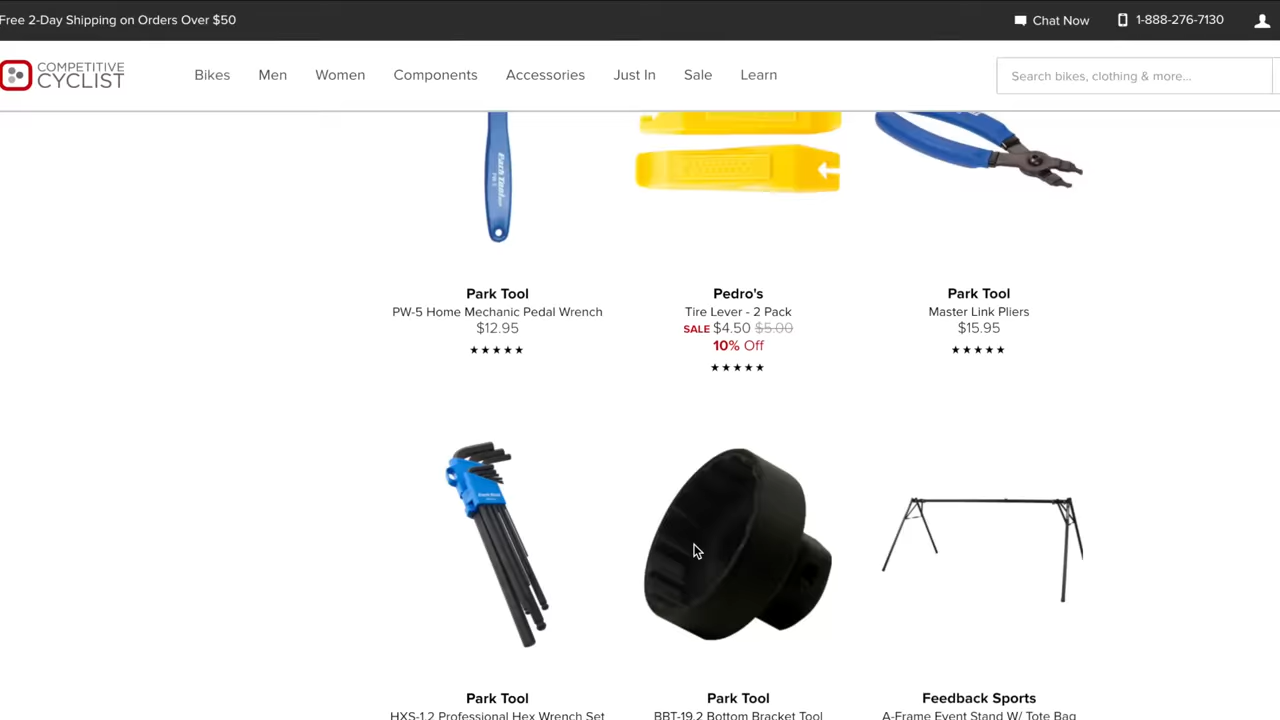 Free 2-Day Shipping on Orders Over $50
Chat Now
1-888-276-7130
COMPETITIVE
CYCLIST
Bikes
Men
Women
Components
Accessories
Just In
Sale
Learn
Search bikes, clothing & more...
Park Tool
Park Tool
PW-5 Home Mechanic Pedal Wrench
$12.95
Pedro's
Tire Lever - 2 Pack
SALE $4.50 $5.00
10% Off
Park Tool
Master Link Pliers
$15.95
Park Tool
HXS-1.2 Professional Hex Wrench Set
Park Tool
BBT-19.2 Bottom Bracket Tool
Feedback Sports
A-Frame Event Stand W/ Tote Bag